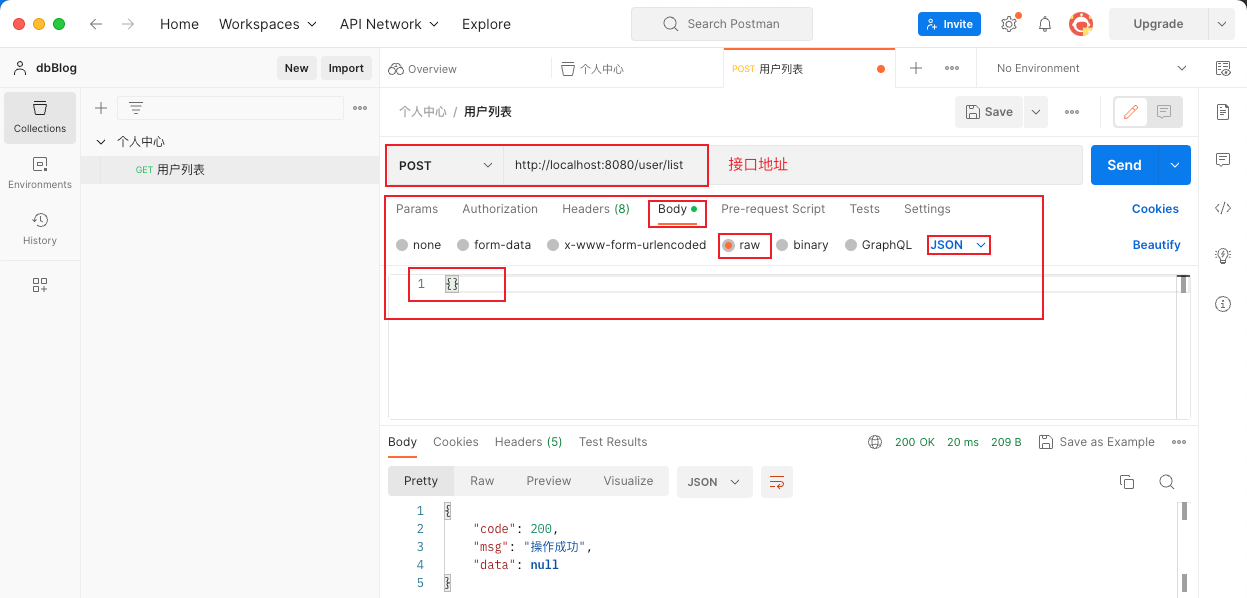 Home Workspaces API Network Explore Search Postman Invite Upgrade
dbBlog New Import Overview 个人中心 POST 用户列表 No Environment
Collections
Environments
History
个人中心
GET 用户列表
个人中心 / 用户列表 Save
POST http://localhost:8080/user/list 接口地址 Send
Params Authorization Headers (8) Body Pre-request Script Tests Settings Cookies
none form-data x-www-form-urlencoded raw binary GraphQL JSON Beautify
1 {}
Body Cookies Headers (5) Test Results 200 OK 20 ms 209 B Save as Example
Pretty Raw Preview Visualize JSON
1 {
2 "code": 200,
3 "msg": "操作成功",
4 "data": null
5 }